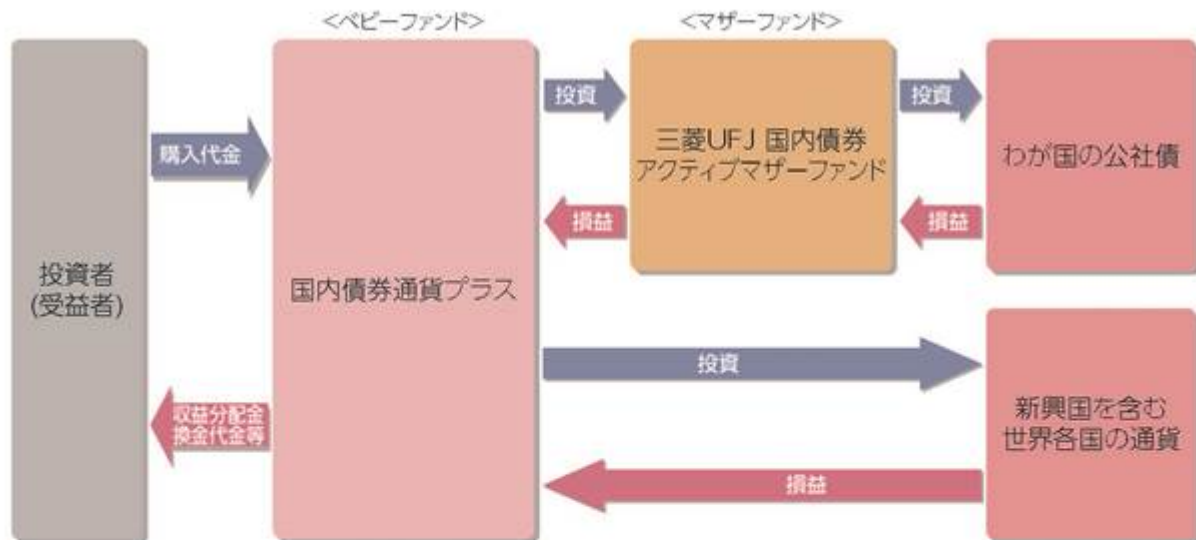 <ベビーファンド>
<マザーファンド>
投資者
(受益者)
購入代金
収益分配金
換金代金等
国内債券通貨プラス
投資
損益
三菱UFJ 国内債券
アクティブマザーファンド
投資
損益
わが国の公社債
投資
損益
新興国を含む
世界各国の通貨